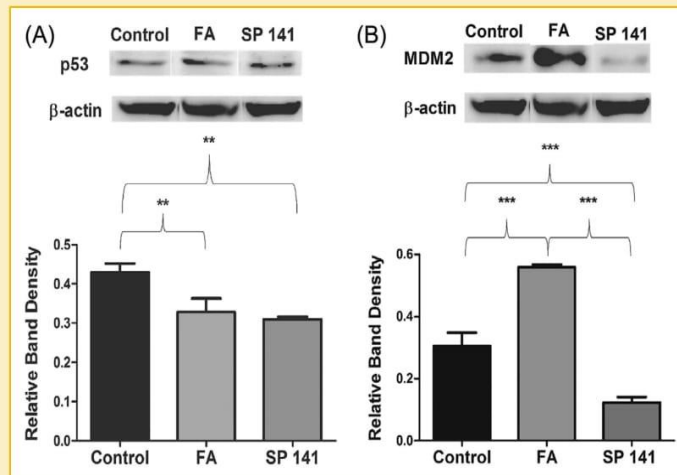 (A)
Control FA SP 141
p53
β-actin
**
**
Relative Band Density
0.5
0.4
0.3
0.2
0.1
0.0
Control FA SP 141
(B)
Control FA SP 141
MDM2
β-actin
***
*** ***
Relative Band Density
0.6
0.4
0.2
0.0
Control FA SP 141